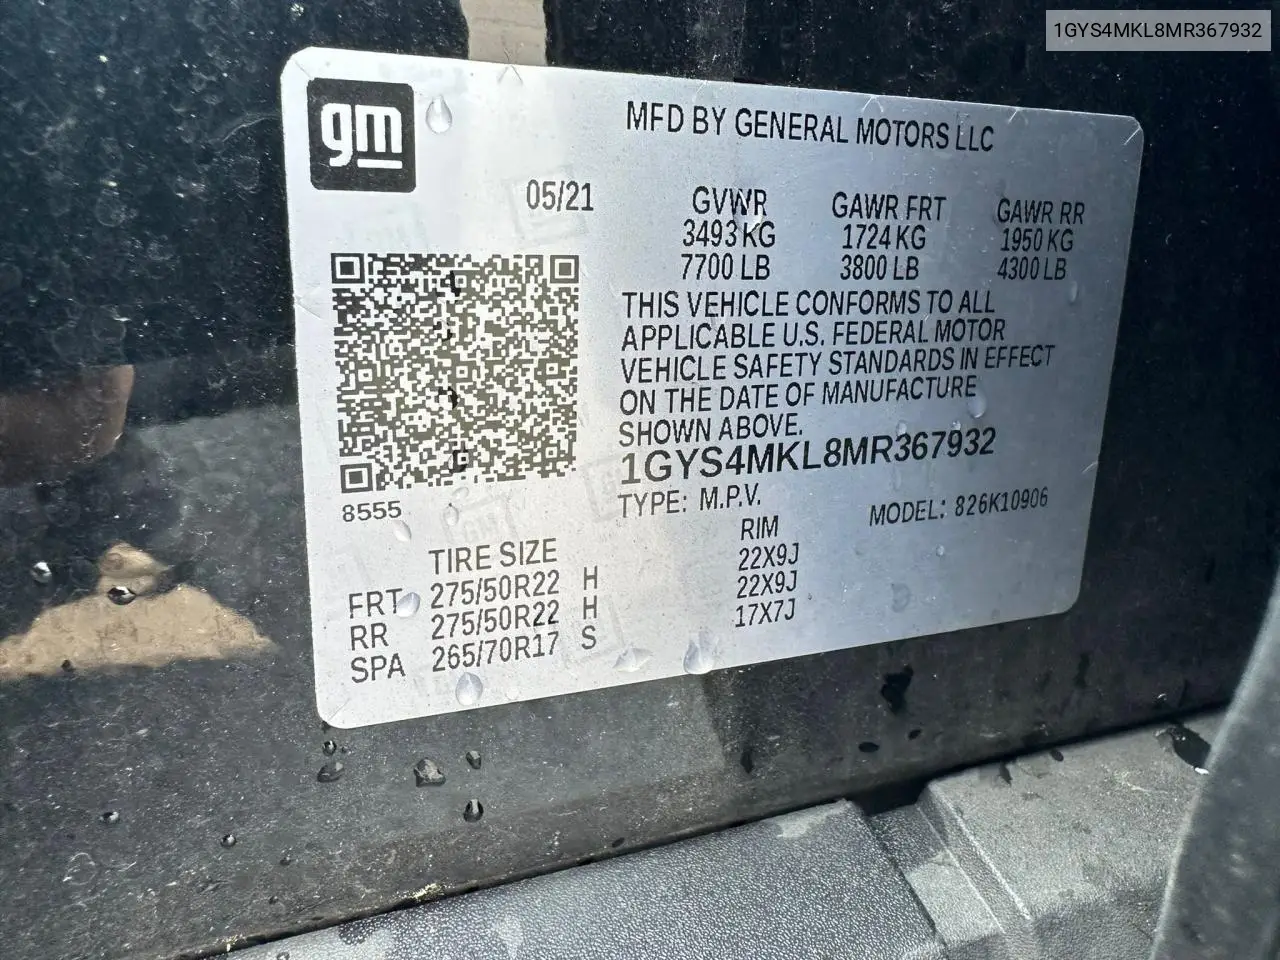 1GYS4MKL8MR367932
gm
MFD BY GENERAL MOTORS LLC
05/21
GVWR GAWR FRT GAWR RR
3493 KG 1724 KG 1950 KG
7700 LB 3800 LB 4300 LB
THIS VEHICLE CONFORMS TO ALL
APPLICABLE U.S. FEDERAL MOTOR
VEHICLE SAFETY STANDARDS IN EFFECT
ON THE DATE OF MANUFACTURE
SHOWN ABOVE.
1GYS4MKL8MR367932
TYPE: M.P.V. MODEL: 826K10906
8555
TIRE SIZE RIM
FRT 275/50R22 H 22X9J
RR 275/50R22 H 22X9J
SPA 265/70R17 S 17X7J